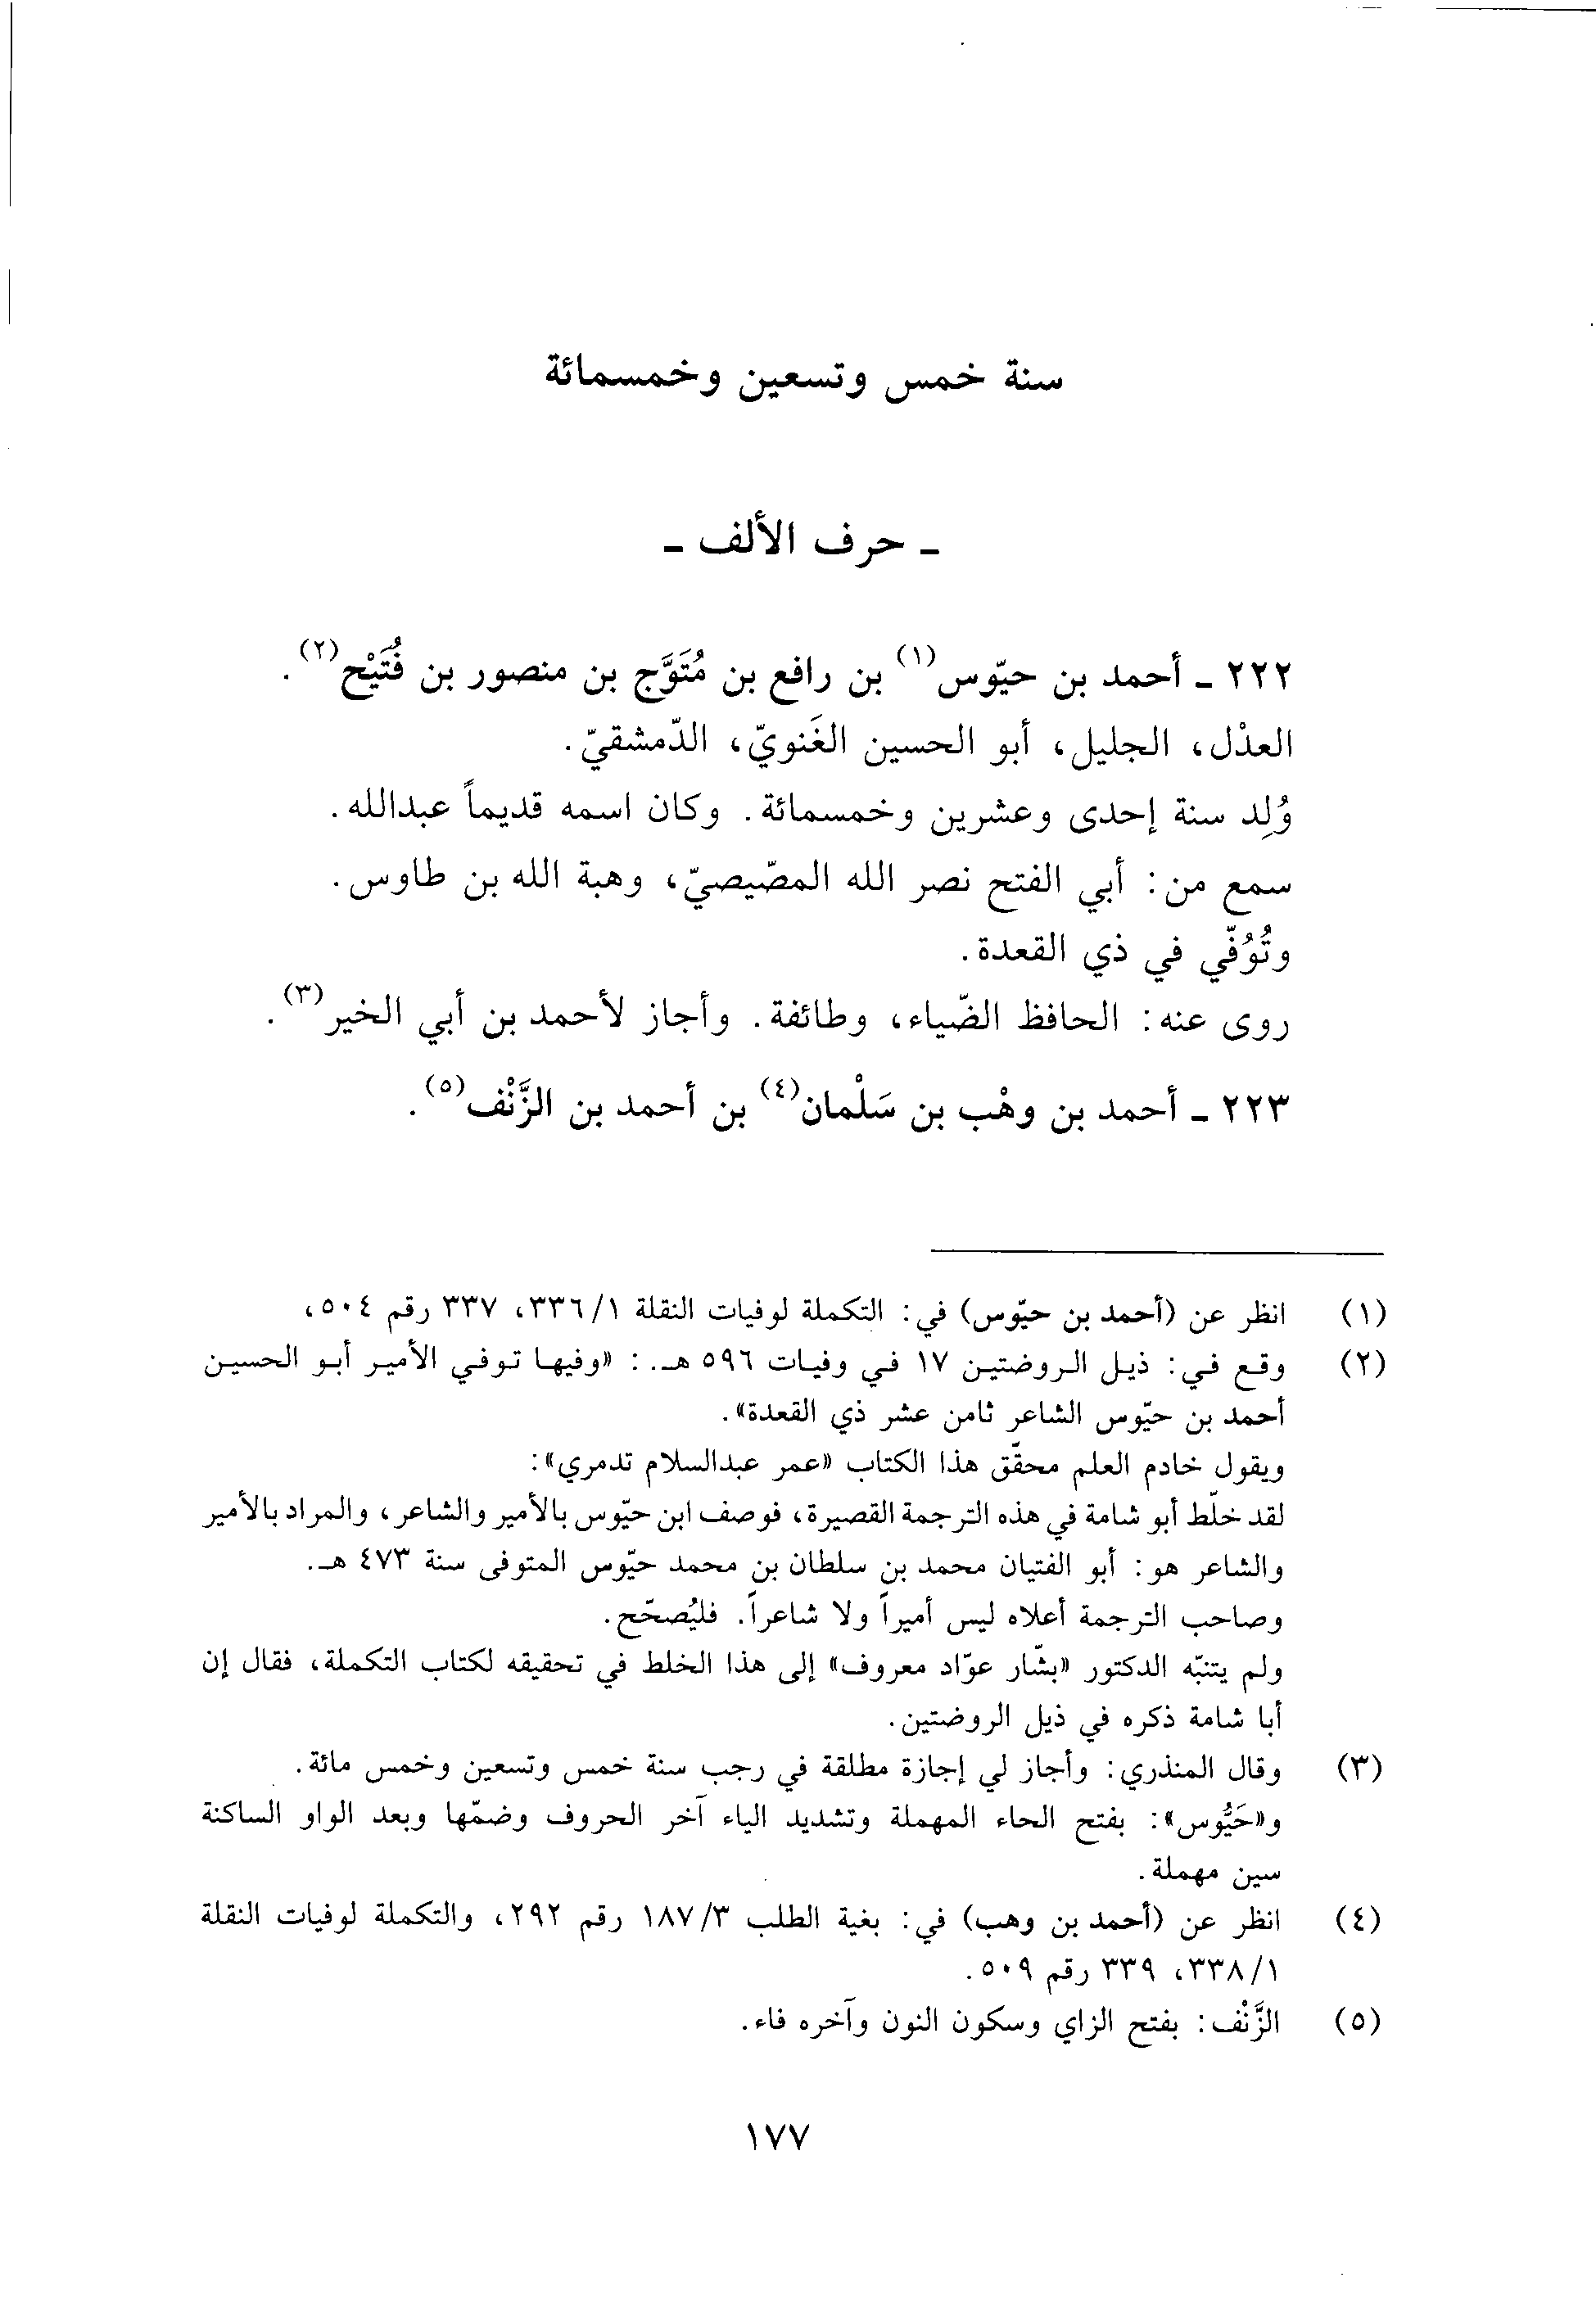 سنة خمس وتسعين وخمسمائة
ـ حرف الألف ـ
٢٢٢ ـ أحمد بن حيّوس(١) بن رافع بن مُتَوَّج بن منصور بن فُتَيْح(٢).
العدْل، الجليل، أبو الحسين الغَنويّ، الدّمشقيّ.
وُلِد سنة إحدى وعشرين وخمسمائة. وكان اسمه قديماً عبدالله.
سمع من: أبي الفتح نصر الله المصّيصيّ، وهبة الله بن طاوس.
وتُوُفّي في ذي القعدة.
روى عنه: الحافظ الضّياء، وطائفة. وأجاز لأحمد بن أبي الخير(٣).
٢٢٣ ـ أحمد بن وهْب بن سَلْمان(٤) بن أحمد بن الزَّنْف(٥).
(١) انظر عن (أحمد بن حيّوس) في: التكملة لوفيات النقلة ١/٣٣٦، ٣٣٧ رقم ٥٠٤،
(٢) وقع في: ذيل الروضتين ١٧ في وفيات ٥٩٦ هـ.: «وفيها توفي الأمير أبو الحسين
أحمد بن حيّوس الشاعر ثامن عشر ذي القعدة».
ويقول خادم العلم محقّق هذا الكتاب «عمر عبدالسلام تدمري»:
لقد خلّط أبو شامة في هذه الترجمة القصيرة، فوصف ابن حيّوس بالأمير والشاعر، والمراد بالأمير
والشاعر هو: أبو الفتيان محمد بن سلطان بن محمد حيّوس المتوفى سنة ٤٧٣ هـ.
وصاحب الترجمة أعلاه ليس أميراً ولا شاعراً. فليُصحّح.
ولم يتنبّه الدكتور «بشّار عوّاد معروف» إلى هذا الخلط في تحقيقه لكتاب التكملة، فقال إن
أبا شامة ذكره في ذيل الروضتين.
(٣) وقال المنذري: وأجاز لي إجازة مطلقة في رجب سنة خمس وتسعين وخمس مائة.
و«حَيُّوس»: بفتح الحاء المهملة وتشديد الياء آخر الحروف وضمّها وبعد الواو الساكنة
سين مهملة.
(٤) انظر عن (أحمد بن وهب) في: بغية الطلب ٣/١٨٧ رقم ٢٩٢، والتكملة لوفيات النقلة
١/٣٣٨، ٣٣٩ رقم ٥٠٩.
(٥) الزَّنْف: بفتح الزاي وسكون النون وآخره فاء.
١٧٧